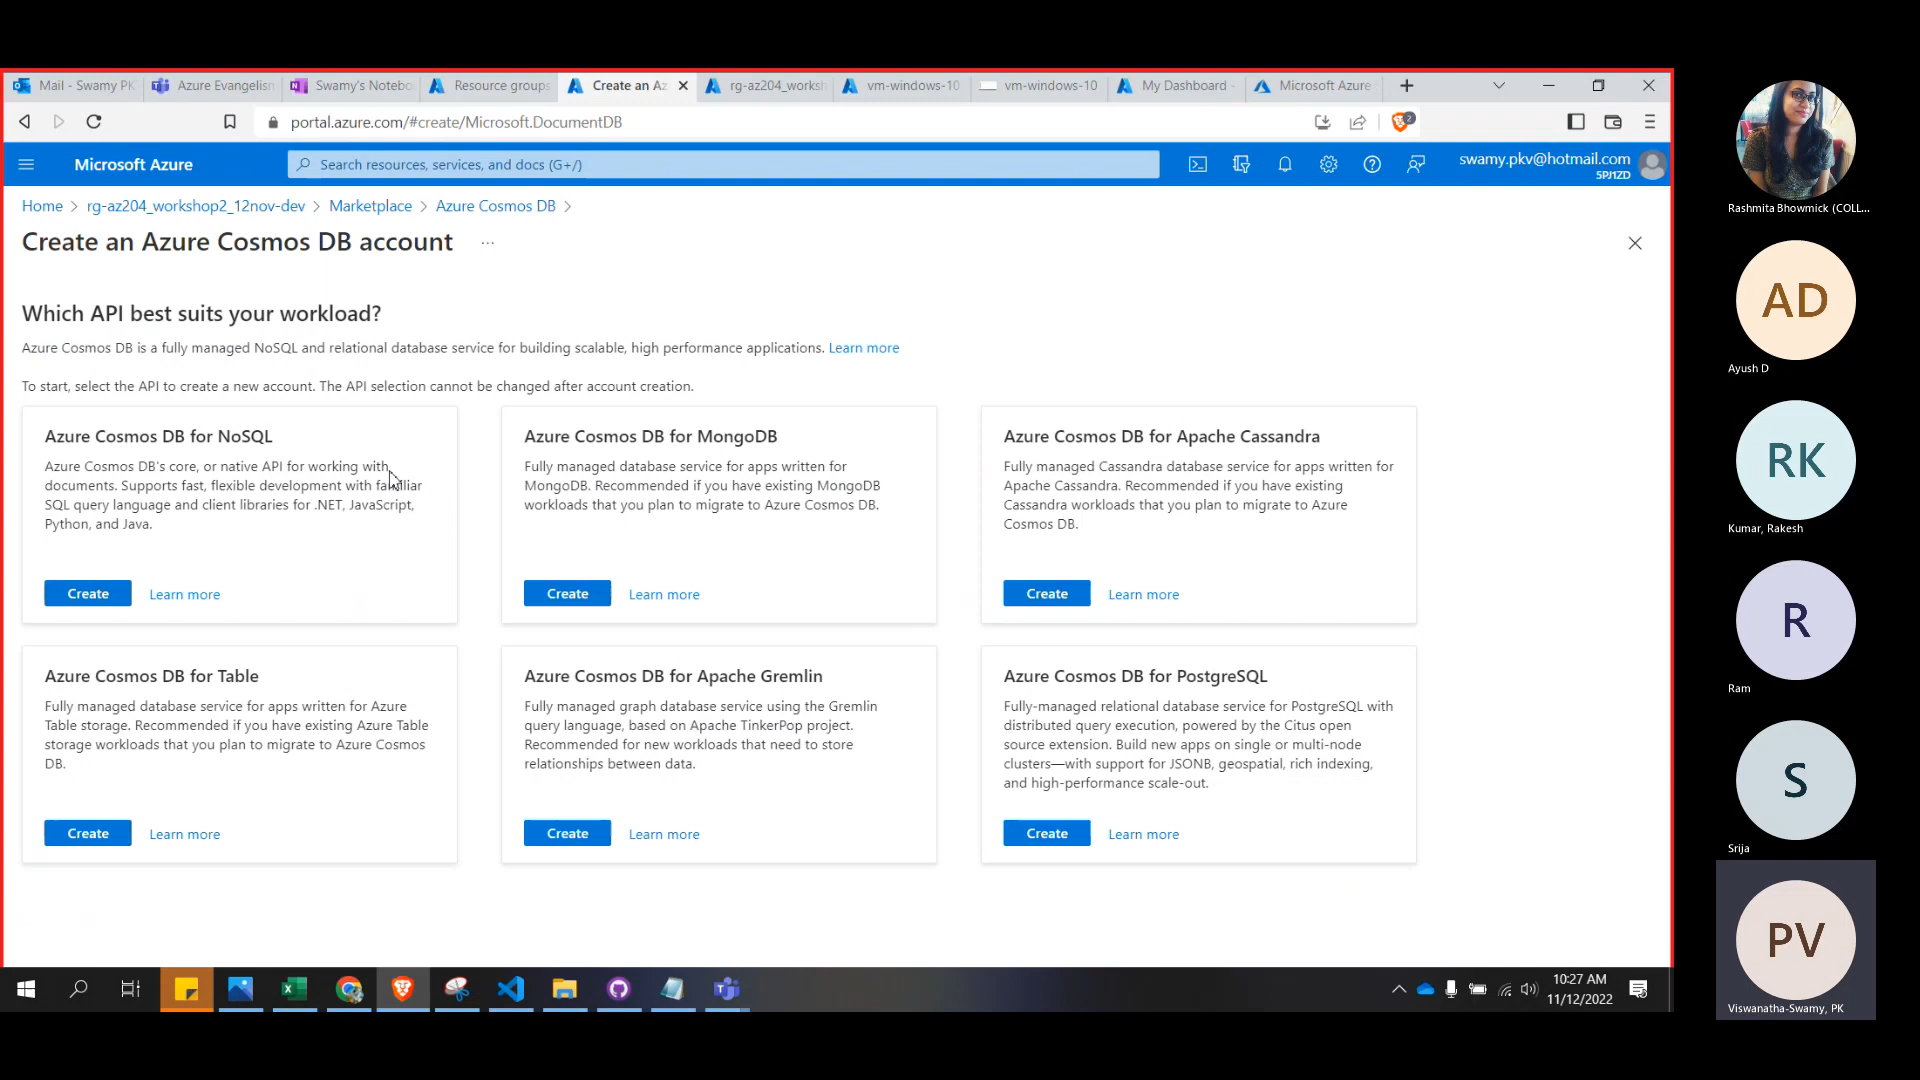 Mail - Swamy PK
Azure Evangelism
Swamy's Notebo
Resource groups
Create an Az
rg-az204_worksh
vm-windows-10
vm-windows-10
My Dashboard -
Microsoft Azure
portal.azure.com/#create/Microsoft.DocumentDB
2
Microsoft Azure
Search resources, services, and docs (G+/)
swamy.pkv@hotmail.com
5PJ1ZD
Home > rg-az204_workshop2_12nov-dev > Marketplace > Azure Cosmos DB >
Create an Azure Cosmos DB account ...
Which API best suits your workload?
Azure Cosmos DB is a fully managed NoSQL and relational database service for building scalable, high performance applications. Learn more
To start, select the API to create a new account. The API selection cannot be changed after account creation.
Azure Cosmos DB for NoSQL
Azure Cosmos DB's core, or native API for working with
documents. Supports fast, flexible development with familiar
SQL query language and client libraries for .NET, JavaScript,
Python, and Java.
Create
Learn more
Azure Cosmos DB for MongoDB
Fully managed database service for apps written for
MongoDB. Recommended if you have existing MongoDB
workloads that you plan to migrate to Azure Cosmos DB.
Create
Learn more
Azure Cosmos DB for Apache Cassandra
Fully managed Cassandra database service for apps written for
Apache Cassandra. Recommended if you have existing
Cassandra workloads that you plan to migrate to Azure
Cosmos DB.
Create
Learn more
Azure Cosmos DB for Table
Fully managed database service for apps written for Azure
Table storage. Recommended if you have existing Azure Table
storage workloads that you plan to migrate to Azure Cosmos
DB.
Create
Learn more
Azure Cosmos DB for Apache Gremlin
Fully managed graph database service using the Gremlin
query language, based on Apache TinkerPop project.
Recommended for new workloads that need to store
relationships between data.
Create
Learn more
Azure Cosmos DB for PostgreSQL
Fully-managed relational database service for PostgreSQL with
distributed query execution, powered by the Citus open
source extension. Build new apps on single or multi-node
clusters—with support for JSONB, geospatial, rich indexing,
and high-performance scale-out.
Create
Learn more
10:27 AM
11/12/2022
Rashmita Bhowmick (COLL...
AD
Ayush D
RK
Kumar, Rakesh
R
Ram
S
Srija
PV
Viswanatha-Swamy, PK